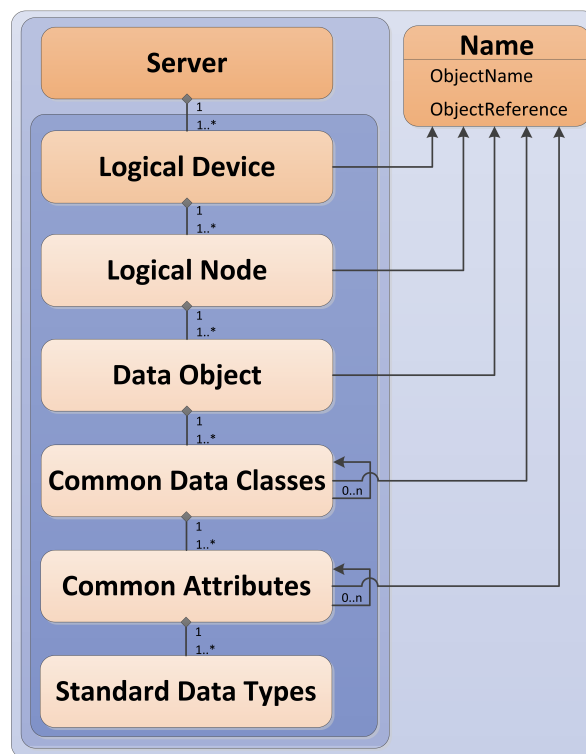 Server
Name
ObjectName
ObjectReference
1
1..*
Logical Device
1
1..*
Logical Node
1
1..*
Data Object
1
1..*
Common Data Classes
0..n
1
1..*
Common Attributes
0..n
1
1..*
Standard Data Types